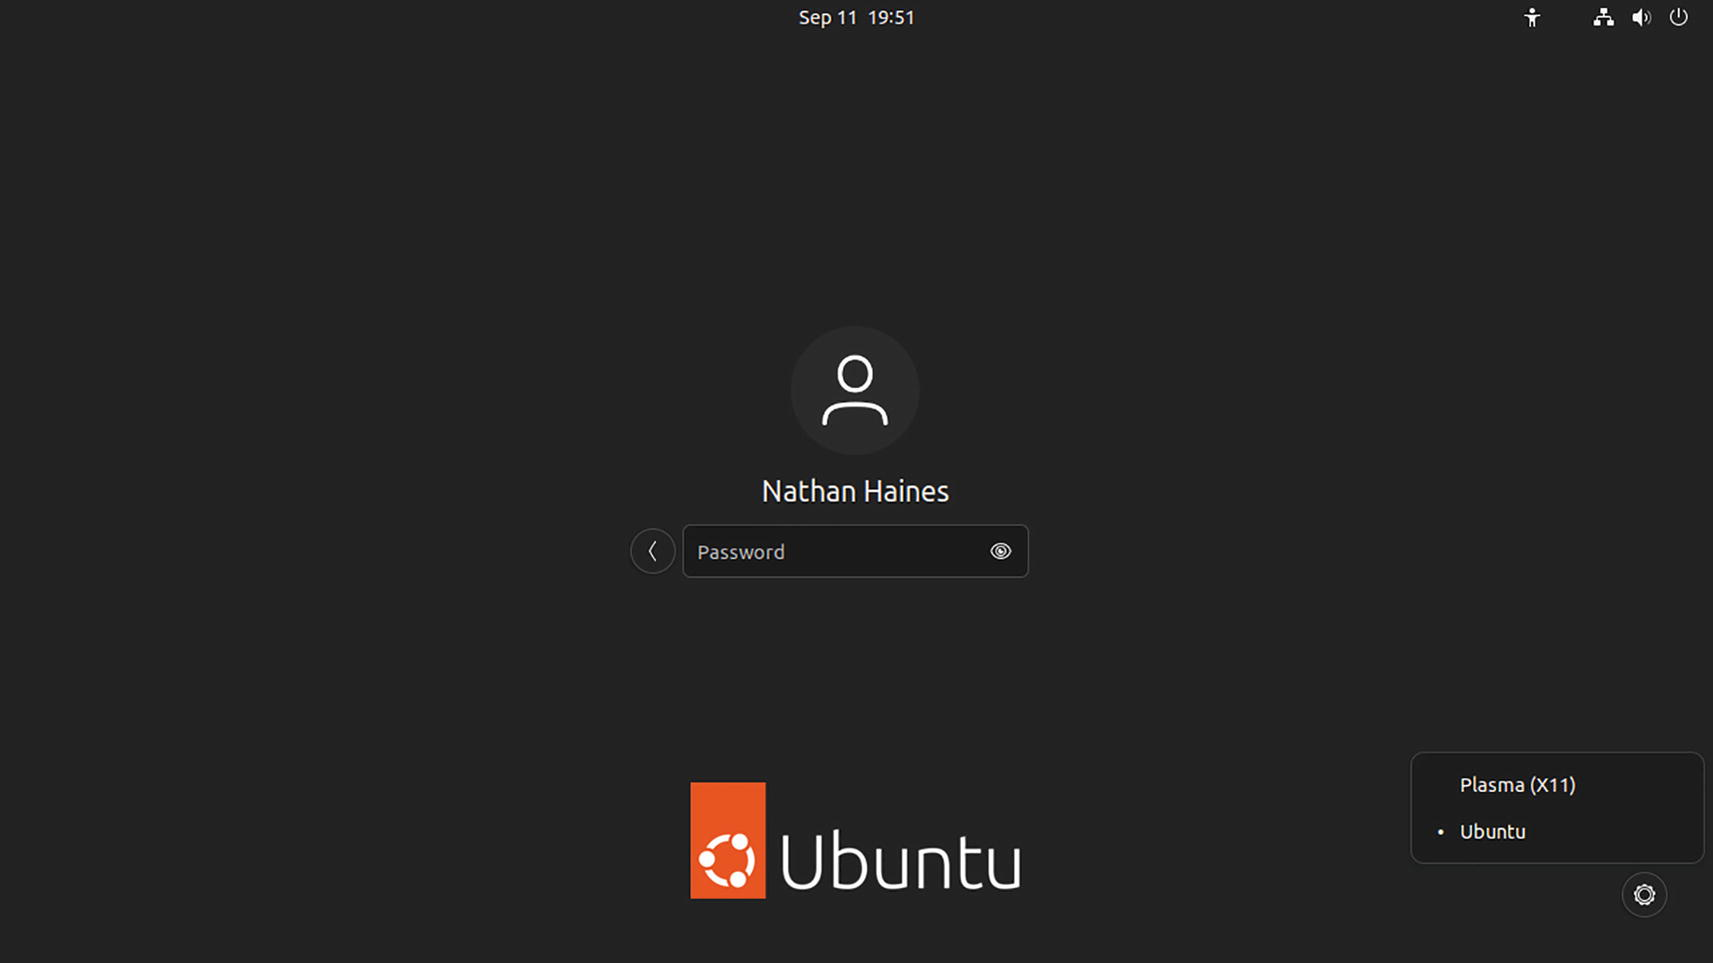 Sep 11 19:51
Nathan Haines
Password
Plasma (X11)
• Ubuntu
Ubuntu